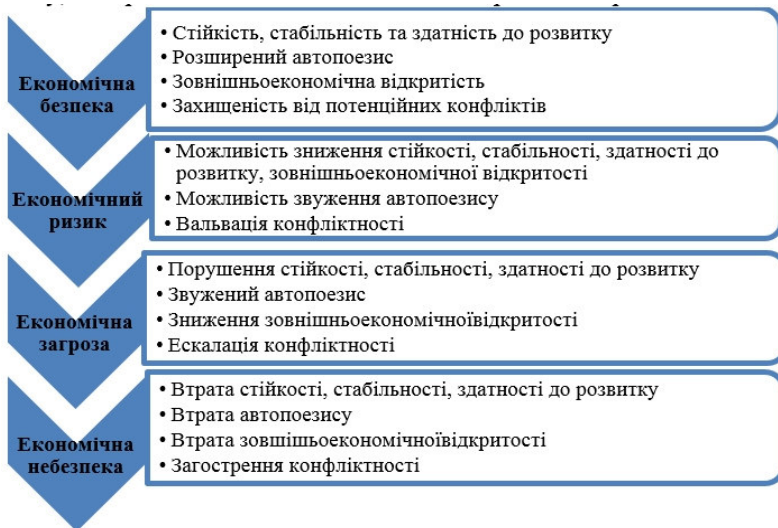 Економічна
безпека
• Стійкість, стабільність та здатність до розвитку
• Розширений автопоезис
• Зовнішньоекономічна відкритість
• Захищеність від потенційних конфліктів
Економічний
ризик
• Можливість зниження стійкості, стабільності, здатності до
розвитку, зовнішньоекономічної відкритості
• Можливість звуження автопоезису
• Вальвація конфліктності
Економічна
загроза
• Порушення стійкості, стабільності, здатності до розвитку
• Звужений автопоезис
• Зниження зовнішньоекономічноївідкритості
• Ескалація конфліктності
Економічна
небезпека
• Втрата стійкості, стабільності, здатності до розвитку
• Втрата автопоезису
• Втрата зовшішьоекономічноївідкритості
• Загострення конфліктності